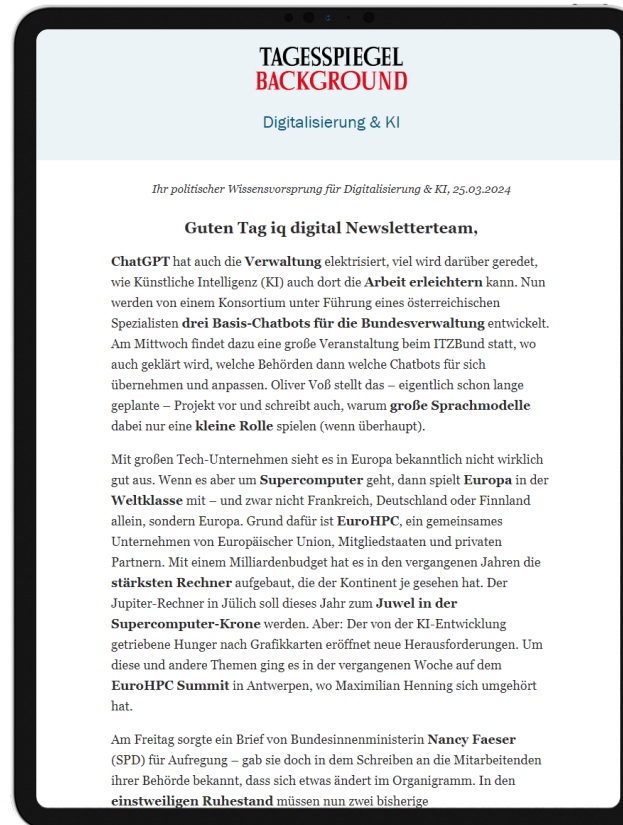 TAGESSPIEGEL
BACKGROUND
Digitalisierung & KI
Ihr politischer Wissensvorsprung für Digitalisierung & KI, 25.03.2024
Guten Tag iq digital Newsletterteam,
ChatGPT hat auch die Verwaltung elektrisiert, viel wird darüber geredet,
wie Künstliche Intelligenz (KI) auch dort die Arbeit erleichtern kann. Nun
werden von einem Konsortium unter Führung eines österreichischen
Spezialisten drei Basis-Chatbots für die Bundesverwaltung entwickelt.
Am Mittwoch findet dazu eine große Veranstaltung beim ITZBund statt, wo
auch geklärt wird, welche Behörden dann welche Chatbots für sich
übernehmen und anpassen. Oliver Voß stellt das – eigentlich schon lange
geplante – Projekt vor und schreibt auch, warum große Sprachmodelle
dabei nur eine kleine Rolle spielen (wenn überhaupt).
Mit großen Tech-Unternehmen sieht es in Europa bekanntlich nicht wirklich
gut aus. Wenn es aber um Supercomputer geht, dann spielt Europa in der
Weltklasse mit – und zwar nicht Frankreich, Deutschland oder Finnland
allein, sondern Europa. Grund dafür ist EuroHPC, ein gemeinsames
Unternehmen von Europäischer Union, Mitgliedstaaten und privaten
Partnern. Mit einem Milliardenbudget hat es in den vergangenen Jahren die
stärksten Rechner aufgebaut, die der Kontinent je gesehen hat. Der
Jupiter-Rechner in Jülich soll dieses Jahr zum Juwel in der
Supercomputer-Krone werden. Aber: Der von der KI-Entwicklung
getriebene Hunger nach Grafikkarten eröffnet neue Herausforderungen. Um
diese und andere Themen ging es in der vergangenen Woche auf dem
EuroHPC Summit in Antwerpen, wo Maximilian Henning sich umgehört
hat.
Am Freitag sorgte ein Brief von Bundesinnenministerin Nancy Faeser
(SPD) für Aufregung – gab sie doch in dem Schreiben an die Mitarbeitenden
ihrer Behörde bekannt, dass sich etwas ändert im Organigramm. In den
einstweiligen Ruhestand müssen nun zwei bisherige